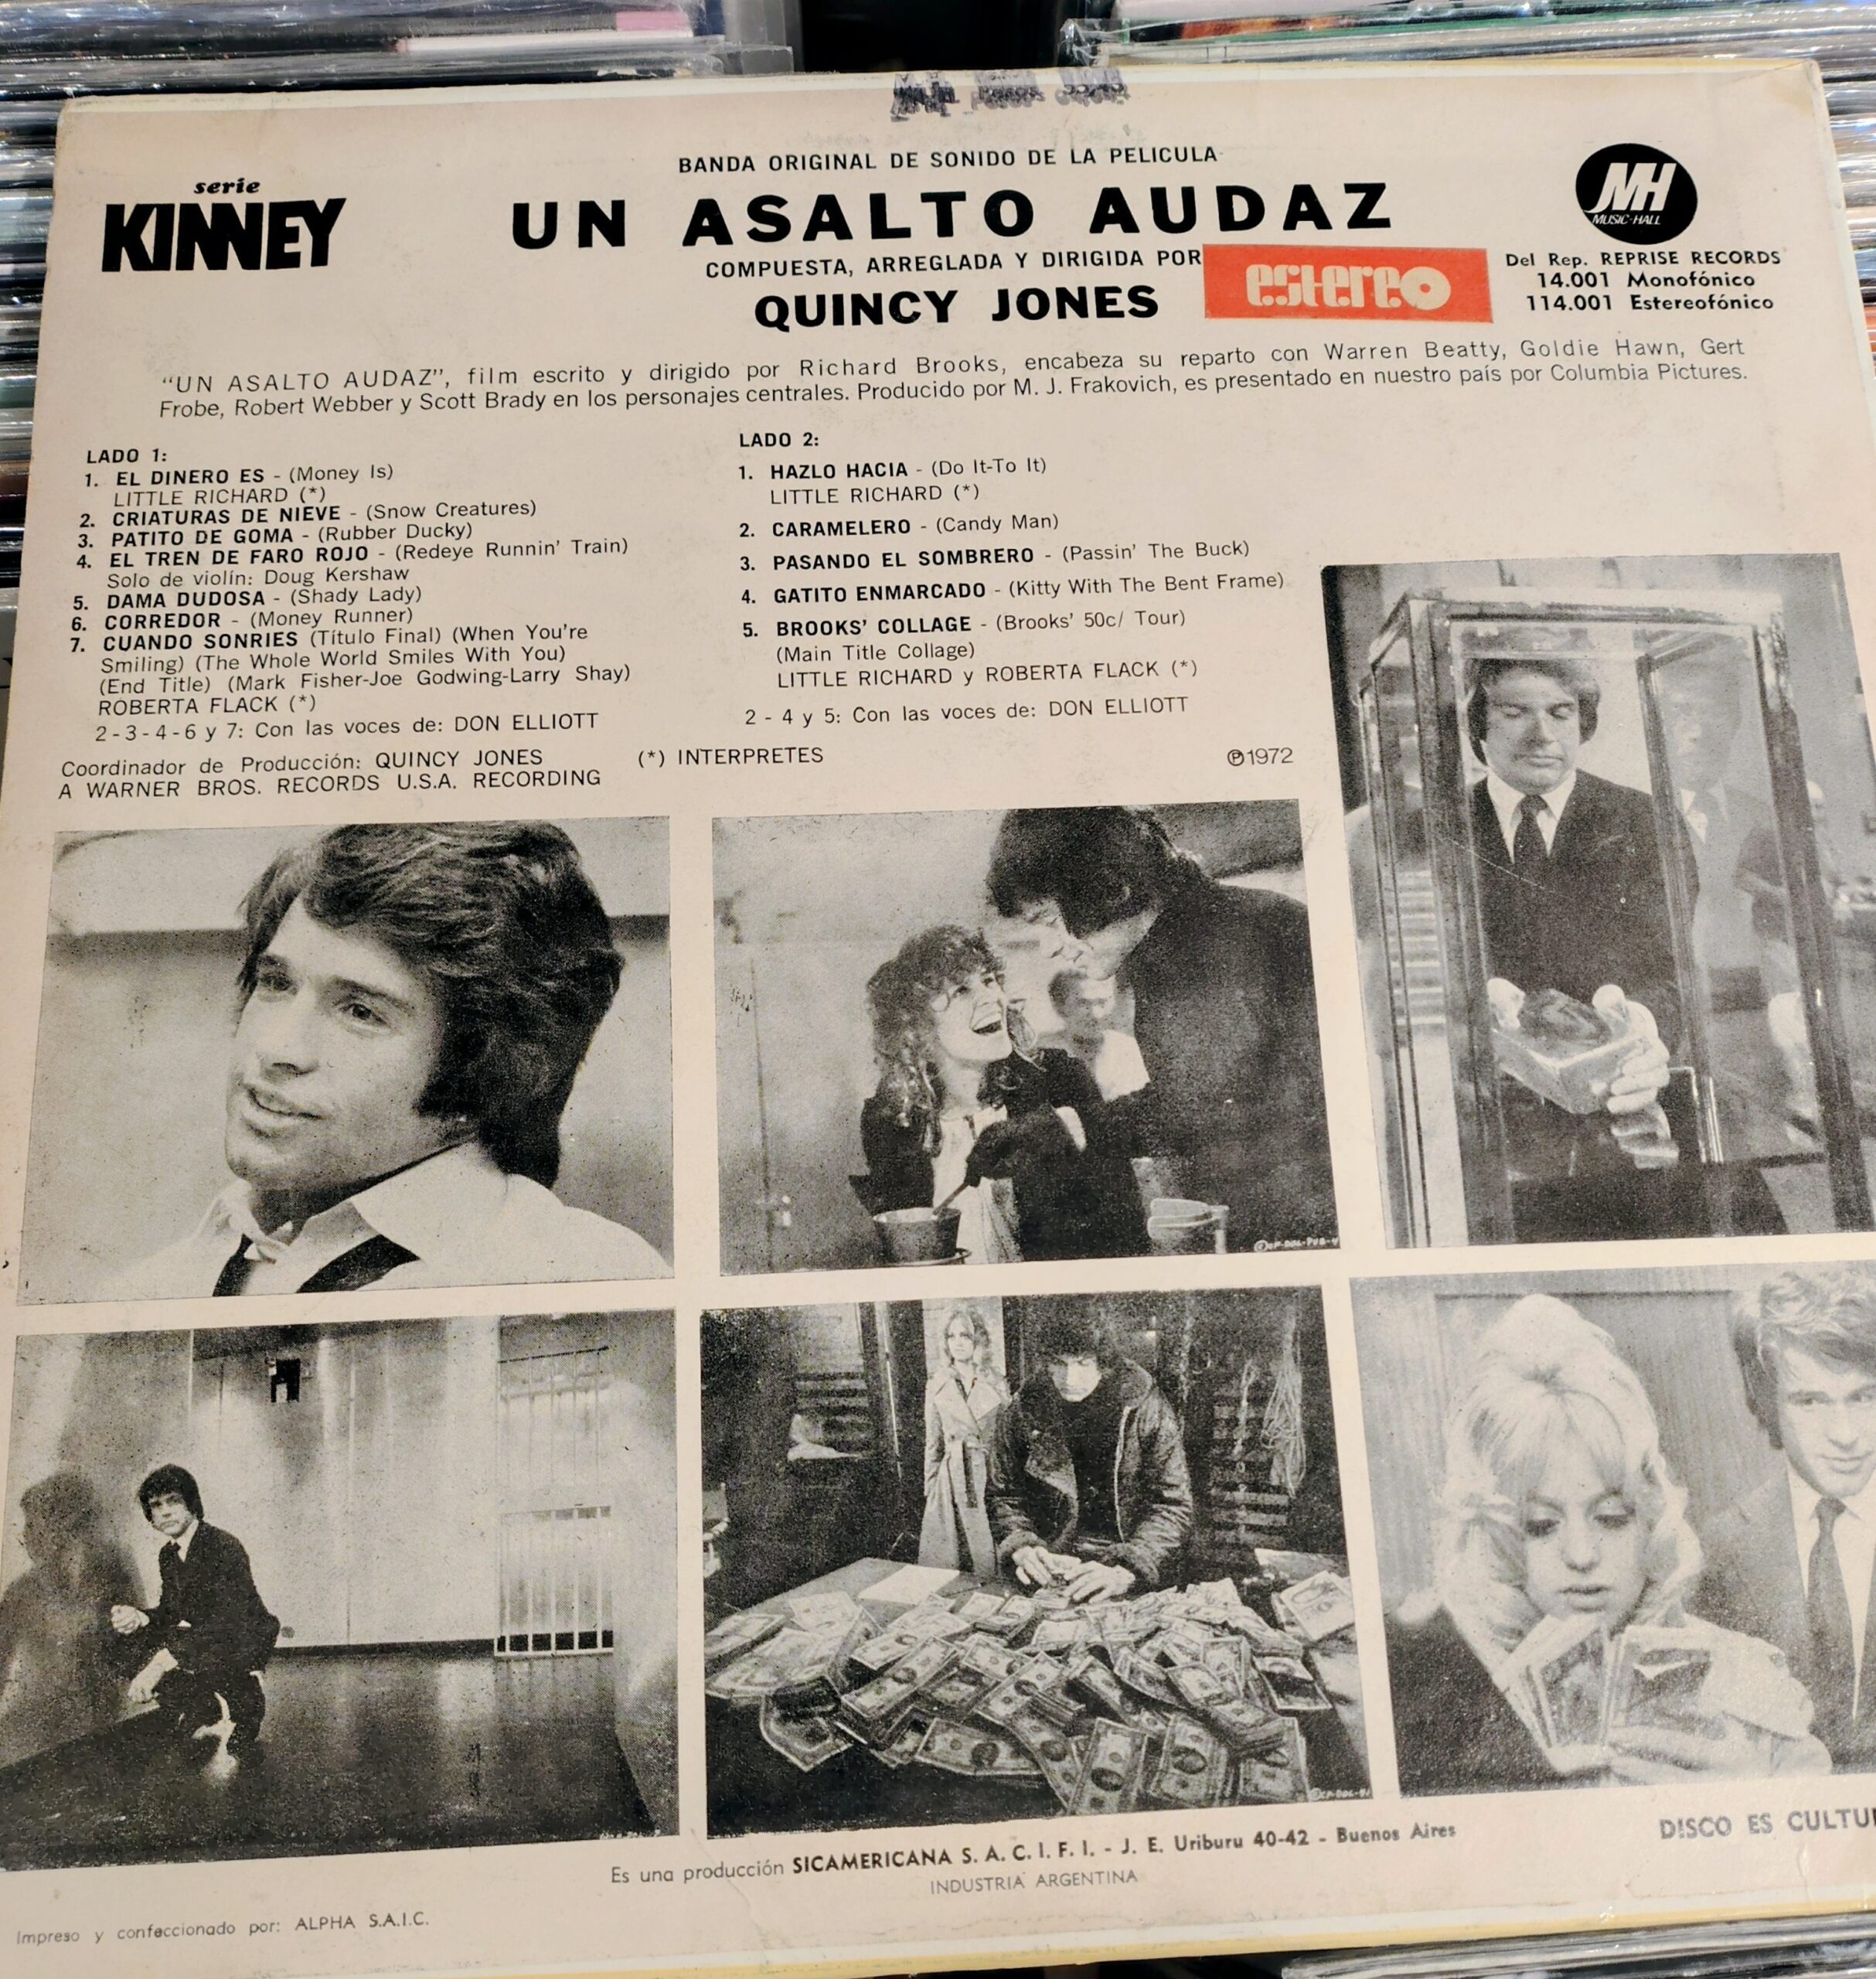 serie
KINNEY
BANDA ORIGINAL DE SONIDO DE LA PELICULA
UN ASALTO AUDAZ
COMPUESTA, ARREGLADA Y DIRIGIDA POR
QUINCY JONES
estereo
MH
MUSIC-HALL
Del Rep. REPRISE RECORDS
14.001 Monofónico
114.001 Estereofónico
“UN ASALTO AUDAZ”, film escrito y dirigido por Richard Brooks, encabeza su reparto con Warren Beatty, Goldie Hawn, Gert
Frobe, Robert Webber y Scott Brady en los personajes centrales. Producido por M. J. Frakovich, es presentado en nuestro país por Columbia Pictures.
LADO 1:
1. EL DINERO ES - (Money Is)
LITTLE RICHARD (*)
2. CRIATURAS DE NIEVE - (Snow Creatures)
3. PATITO DE GOMA - (Rubber Ducky)
4. EL TREN DE FARO ROJO - (Redeye Runnin' Train)
Solo de violín: Doug Kershaw
5. DAMA DUDOSA - (Shady Lady)
6. CORREDOR - (Money Runner)
7. CUANDO SONRIES (Título Final) (When You're
Smiling) (The Whole World Smiles With You)
(End Title) (Mark Fisher-Joe Godwing-Larry Shay)
ROBERTA FLACK (*)
2-3-4-6 y 7: Con las voces de: DON ELLIOTT
LADO 2:
1. HAZLO HACIA - (Do It-To It)
LITTLE RICHARD (*)
2. CARAMELERO - (Candy Man)
3. PASANDO EL SOMBRERO - (Passin' The Buck)
4. GATITO ENMARCADO - (Kitty With The Bent Frame)
5. BROOKS' COLLAGE - (Brooks' 50c/ Tour)
(Main Title Collage)
LITTLE RICHARD y ROBERTA FLACK (*)
2 - 4 y 5: Con las voces de: DON ELLIOTT
Coordinador de Producción: QUINCY JONES
A WARNER BROS. RECORDS U.S.A. RECORDING
(*) INTERPRETES
℗1972
Es una producción SICAMERICANA S. A. C. I. F. I. - J. E. Uriburu 40-42 - Buenos Aires
INDUSTRIA ARGENTINA
DISCO ES CULTU
Impreso y confeccionado por: ALPHA S.A.I.C.